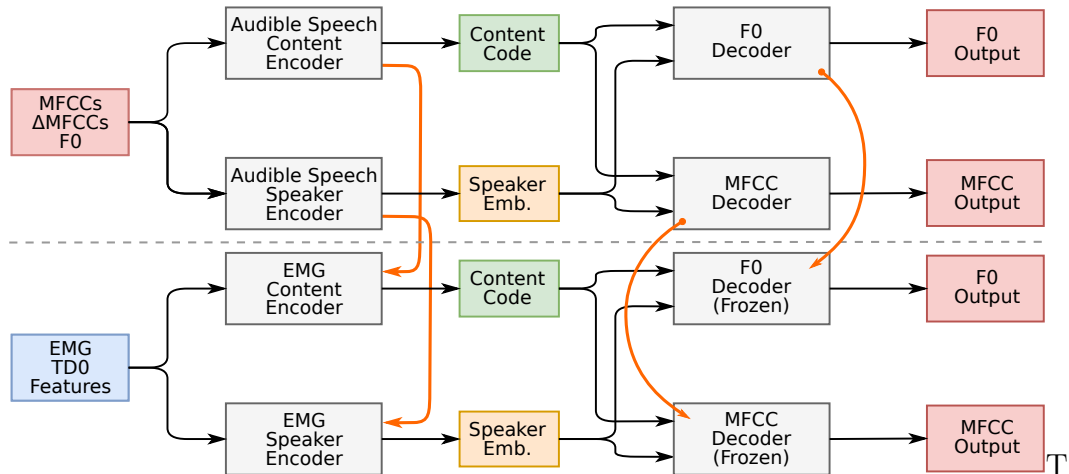 Audible Speech
Content
Encoder
Content
Code
F0
Decoder
F0
Output
MFCCs
ΔMFCCs
F0
Audible Speech
Speaker
Encoder
Speaker
Emb.
MFCC
Decoder
MFCC
Output
EMG
Content
Encoder
Content
Code
F0
Decoder
(Frozen)
F0
Output
EMG
TD0
Features
EMG
Speaker
Encoder
Speaker
Emb.
MFCC
Decoder
(Frozen)
MFCC
Output
T